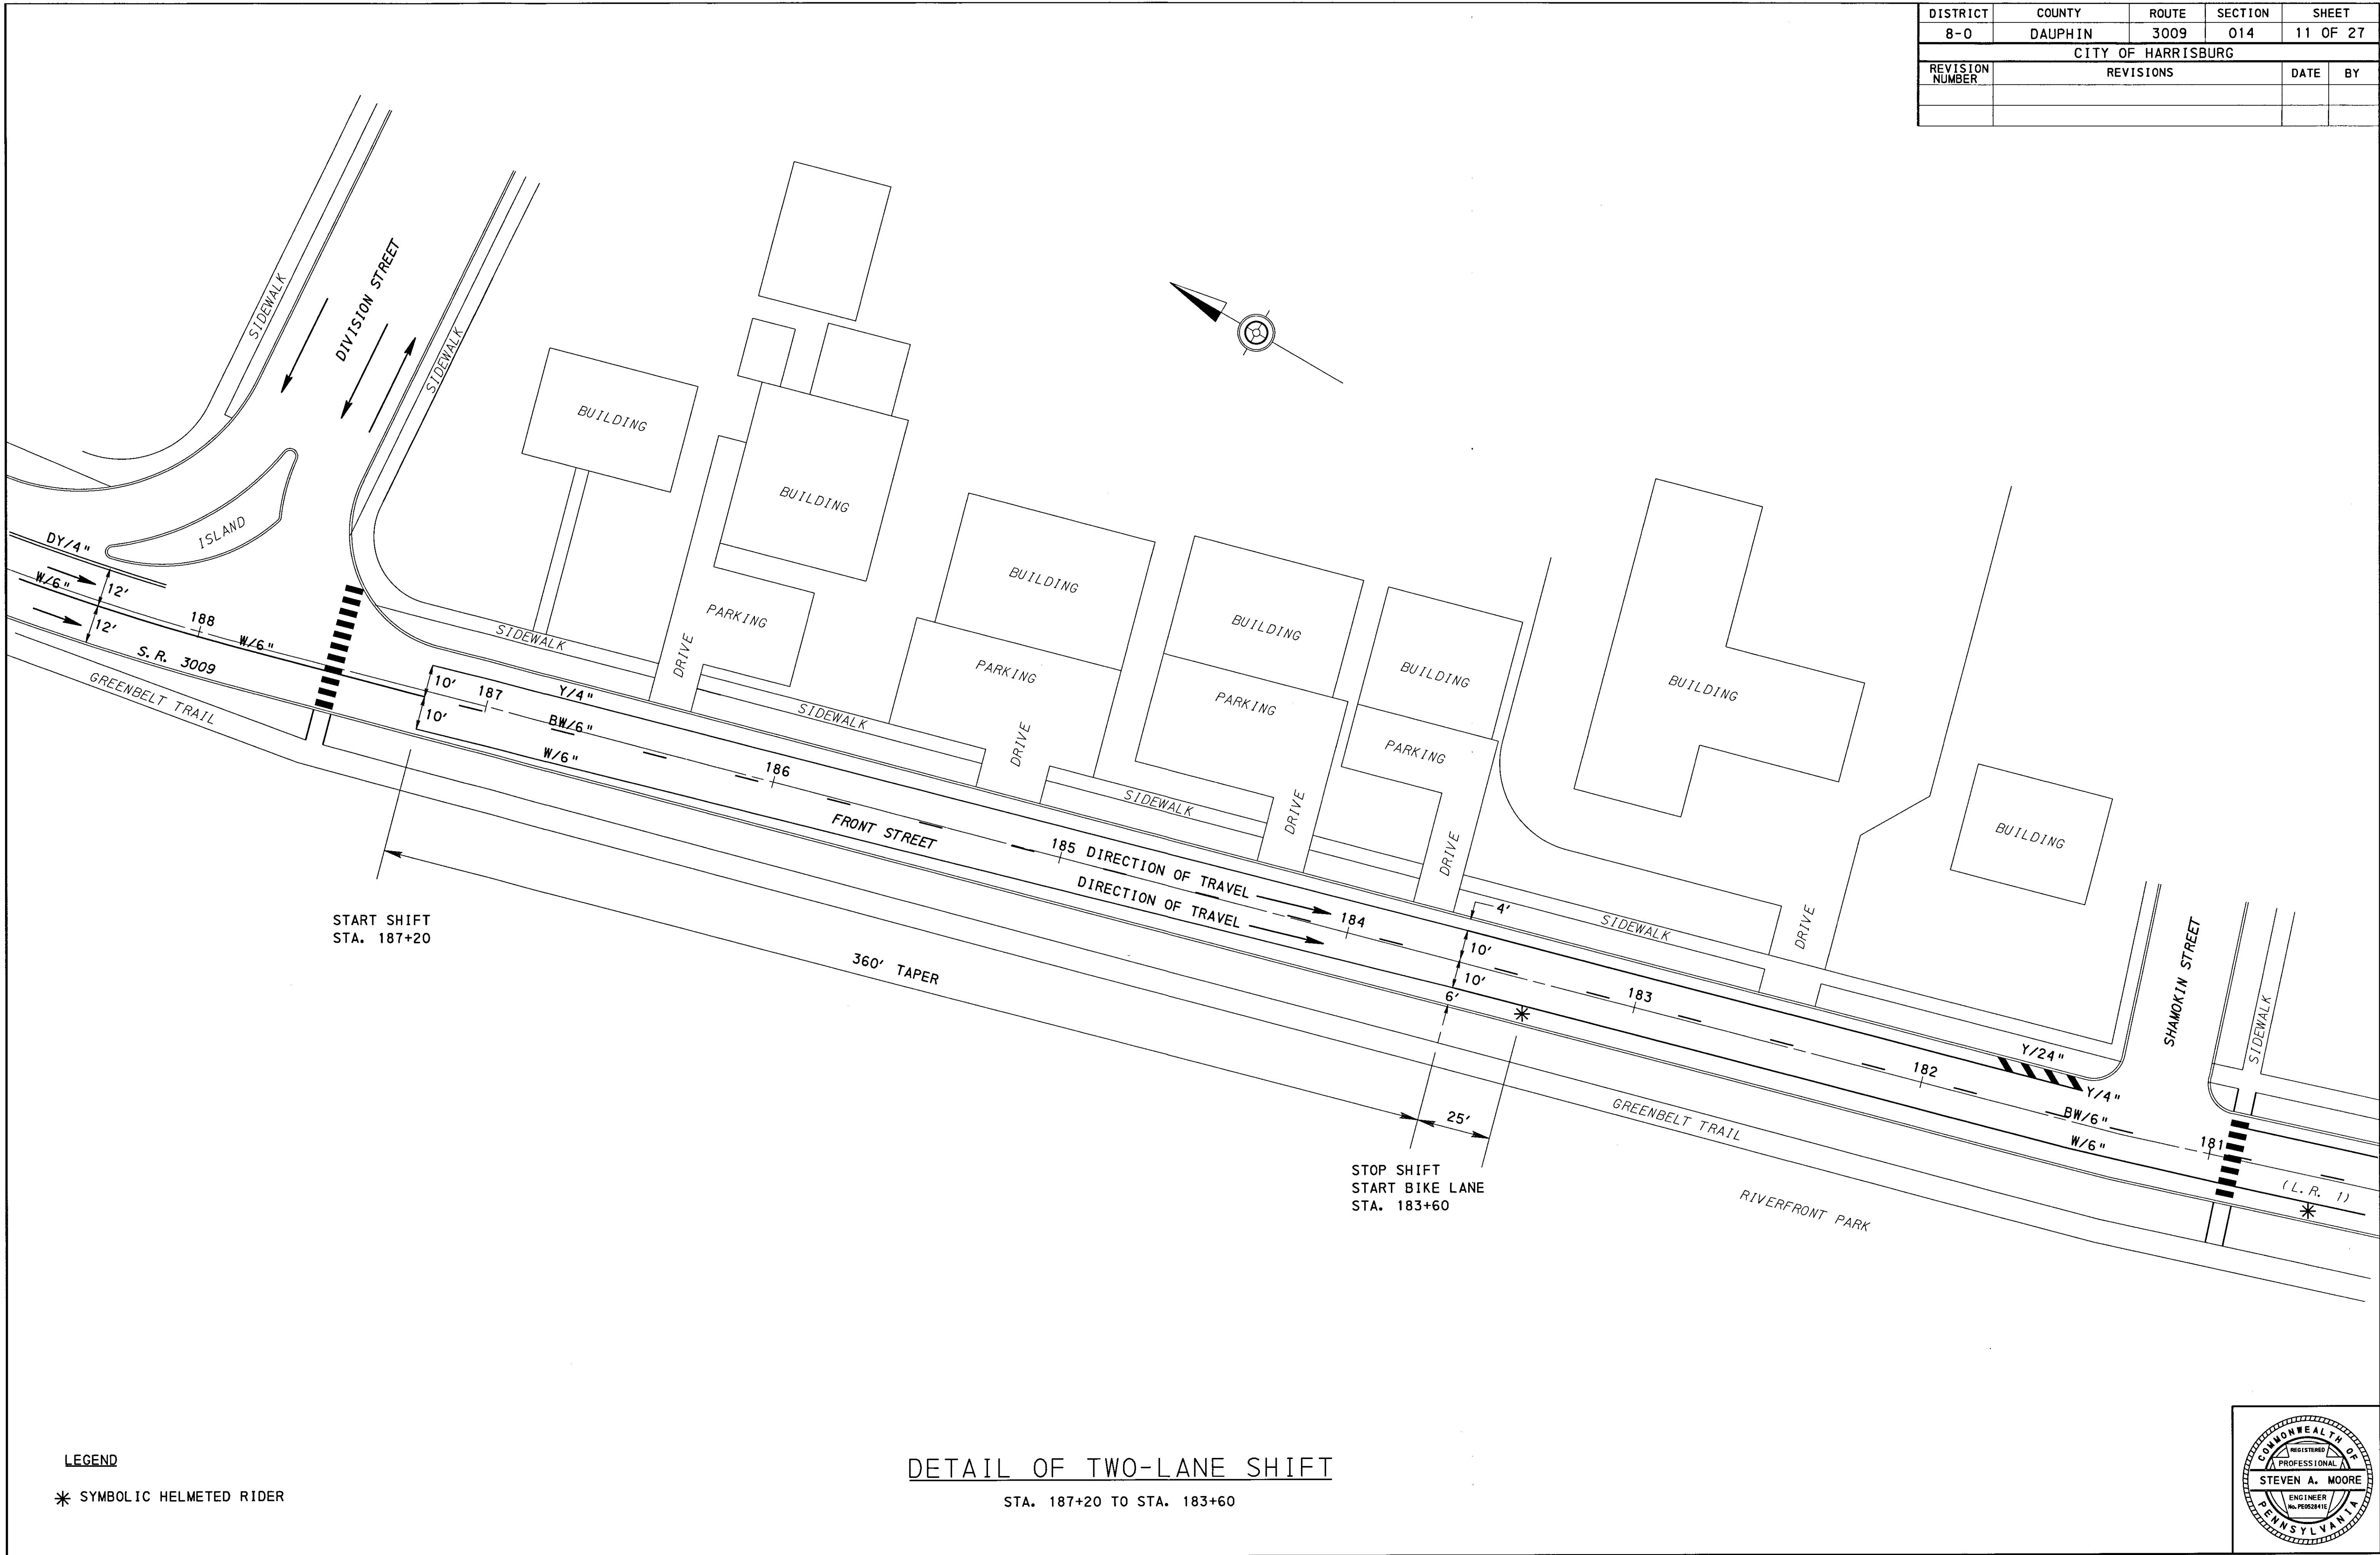 DISTRICT COUNTY ROUTE SECTION SHEET
8-0 DAUPHIN 3009 014 11 OF 27
CITY OF HARRISBURG
REVISION NUMBER REVISIONS DATE BY
SIDEWALK
DIVISION STREET
SIDEWALK
ISLAND
DY/4"
W/6"
12'
12'
188
W/6"
S.R. 3009
GREENBELT TRAIL
BUILDING
BUILDING
PARKING
DRIVE
SIDEWALK
10'
187
10'
Y/4"
BW/6"
W/6"
SIDEWALK
BUILDING
PARKING
DRIVE
186
FRONT STREET
BUILDING
PARKING
SIDEWALK
DRIVE
185 DIRECTION OF TRAVEL
DIRECTION OF TRAVEL
184
BUILDING
PARKING
DRIVE
4'
10'
10'
6'
BUILDING
SIDEWALK
DRIVE
183
BUILDING
SHAMOKIN STREET
SIDEWALK
Y/24"
182
Y/4"
BW/6"
W/6"
181
(L.R. 1)
START SHIFT
STA. 187+20
360' TAPER
25'
STOP SHIFT
START BIKE LANE
STA. 183+60
GREENBELT TRAIL
RIVERFRONT PARK
LEGEND
SYMBOLIC HELMETED RIDER
DETAIL OF TWO-LANE SHIFT
STA. 187+20 TO STA. 183+60
COMMONWEALTH OF
REGISTERED
PROFESSIONAL
STEVEN A. MOORE
ENGINEER
No. PE052841E
PENNSYLVANIA